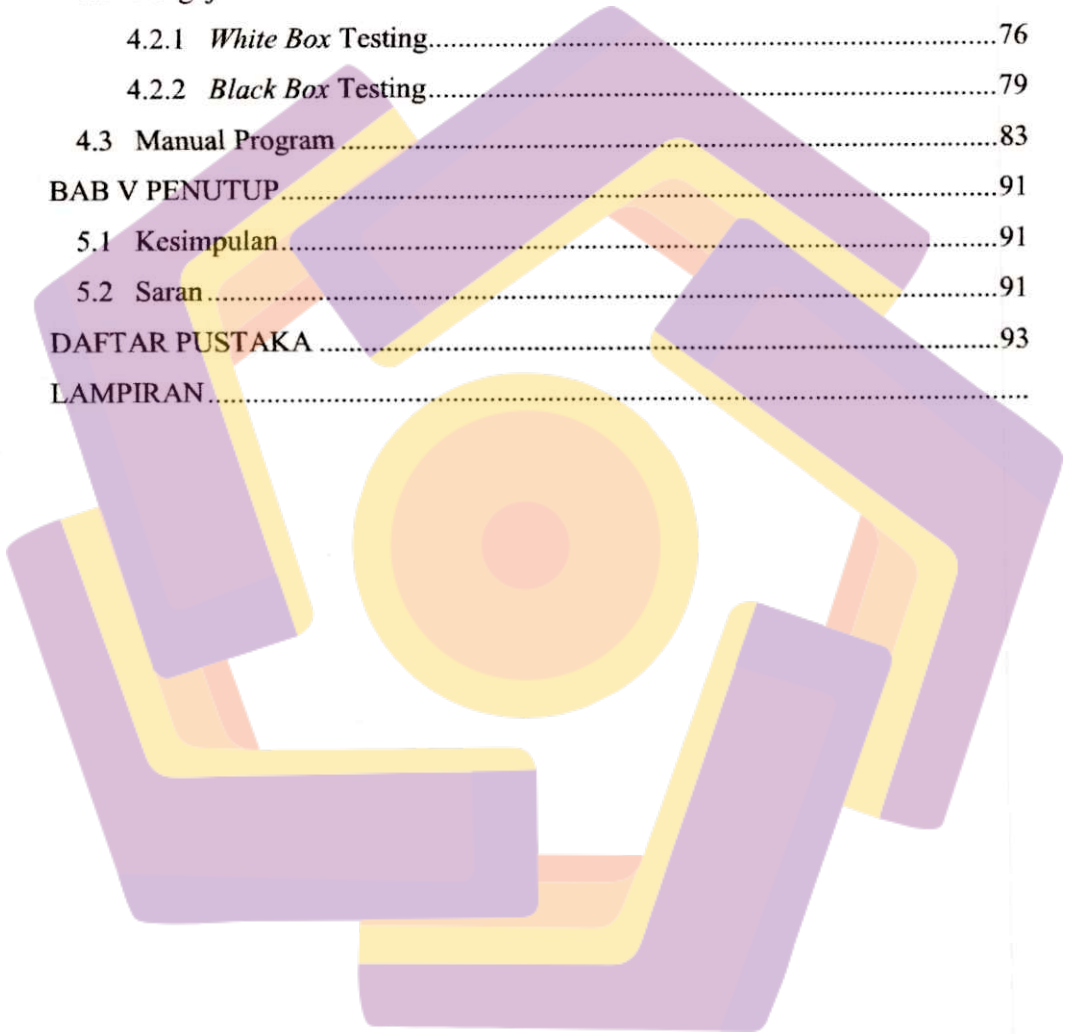 4.2.1 White Box Testing........................................................................76
4.2.2 Black Box Testing........................................................................79
4.3 Manual Program........................................................................83
BAB V PENUTUP........................................................................91
5.1 Kesimpulan........................................................................91
5.2 Saran........................................................................91
DAFTAR PUSTAKA........................................................................93
LAMPIRAN........................................................................